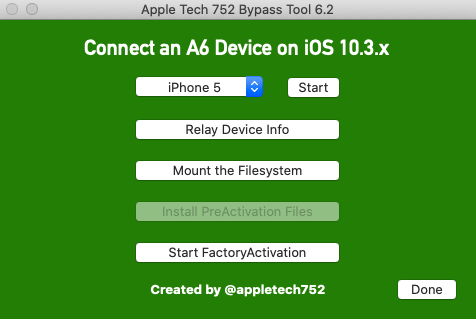 Apple Tech 752 Bypass Tool 6.2
Connect an A6 Device on iOS 10.3.x
iPhone 5 Start
Relay Device Info
Mount the Filesystem
Install PreActivation Files
Start FactoryActivation
Created by @appletech752 Done